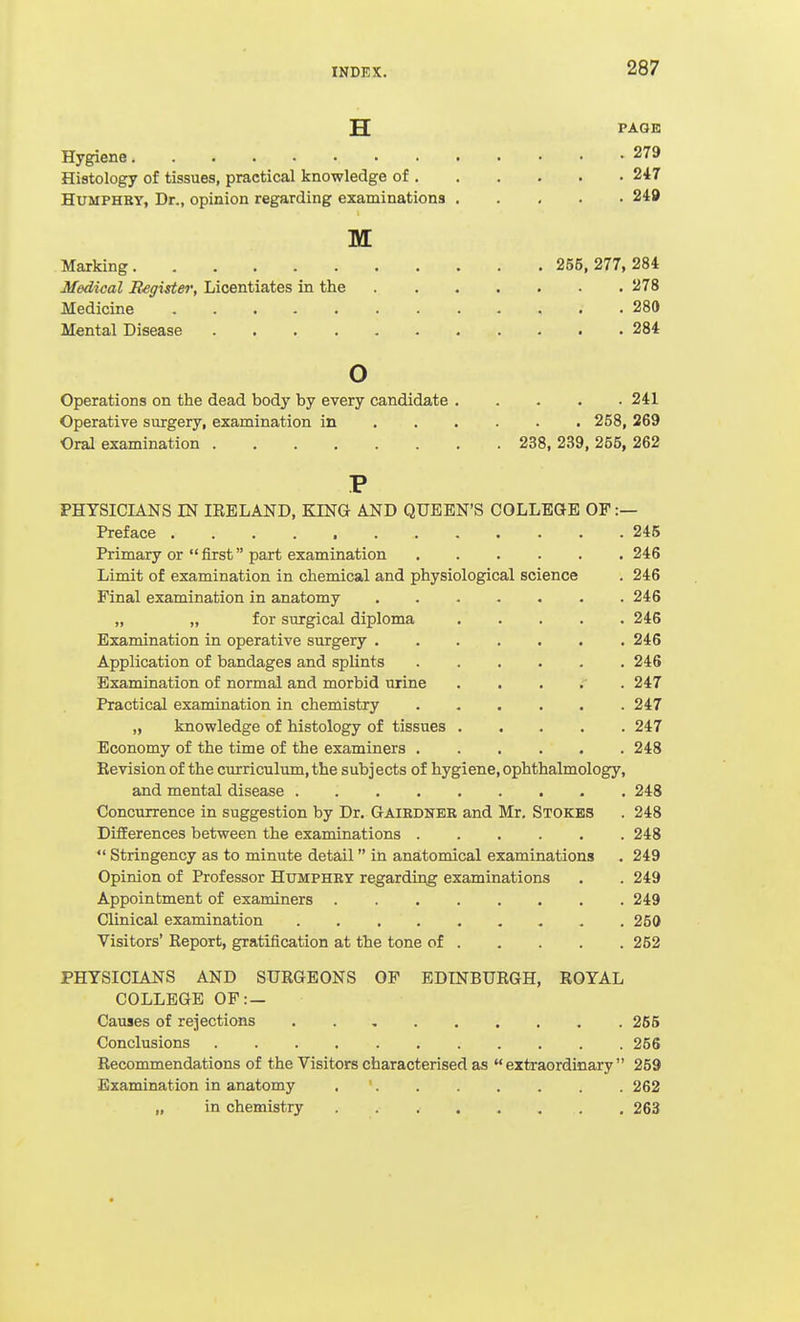 INDEX. 287
H PAGE
Hygiene . . . . . . . . . . . . . 279
Histology of tissues, practical knowledge of . . . . . . 247
HUMPHRY, Dr., opinion regarding examinations . . . . . 249
M
Marking . . . . . . . . . . . 255, 277, 284
Medical Register, Licentiates in the . . . . . . . 278
Medicine . . . . . . . . . . . . 280
Mental Disease . . . . . . . . . . . 284
O
Operations on the dead body by every candidate . . . . . 241
Operative surgery, examination in . . . . . . 258, 269
Oral examination . . . . . . . . 238, 239, 255, 262
P
PHYSICIANS IN IRELAND, KING AND QUEEN'S COLLEGE OF :—
Preface . . . . . . . . . . . . 245
Primary or “first” part examination . . . . . . 246
Limit of examination in chemical and physiological science . 246
Final examination in anatomy . . . . . . . 246
„ „ for surgical diploma . . . . . 246
Examination in operative surgery . . . . . . . 246
Application of bandages and splints . . . . . . 246
Examination of normal and morbid urine . . . . . 247
Practical examination in chemistry . . . . . . 247
„ knowledge of histology of tissues . . . . . 247
Economy of the time of the examiners . . . . . . 248
Revision of the curriculum, the subjects of hygiene, ophthalmology,
and mental disease . . . . . . . . . 248
Concurrence in suggestion by Dr. GAIRDNER and Mr. STOKES . 248
Differences between the examinations . . . . . . 248
“ Stringency as to minute detail ” in anatomical examinations . 249
Opinion of Professor HUMPHRY regarding examinations . . 249
Appointment of examiners . . . . . . . . 249
Clinical examination . . . . . . . . . 250
Visitors' Report, gratification at the tone of . . . . . 252
PHYSICIANS AND SURGEONS OF EDINBURGH, ROYAL
COLLEGE OF :—
Causes of rejections . . . . . . . . . 255
Conclusions . . . . . . . . . . . 256
Recommendations of the Visitors characterised as “extraordinary” 259
Examination in anatomy . . . . . . . . 262
„ in chemistry . . . . . . . . 263